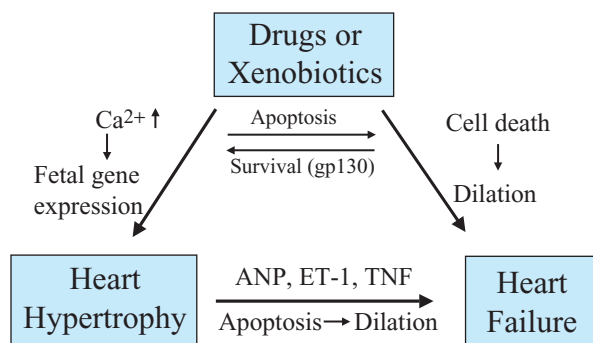 Drugs or
Xenobiotics
Ca2+ ↑
Fetal gene
expression
Apoptosis
Survival (gp130)
Cell death
Dilation
Heart
Hypertrophy
ANP, ET-1, TNF
Apoptosis → Dilation
Heart
Failure